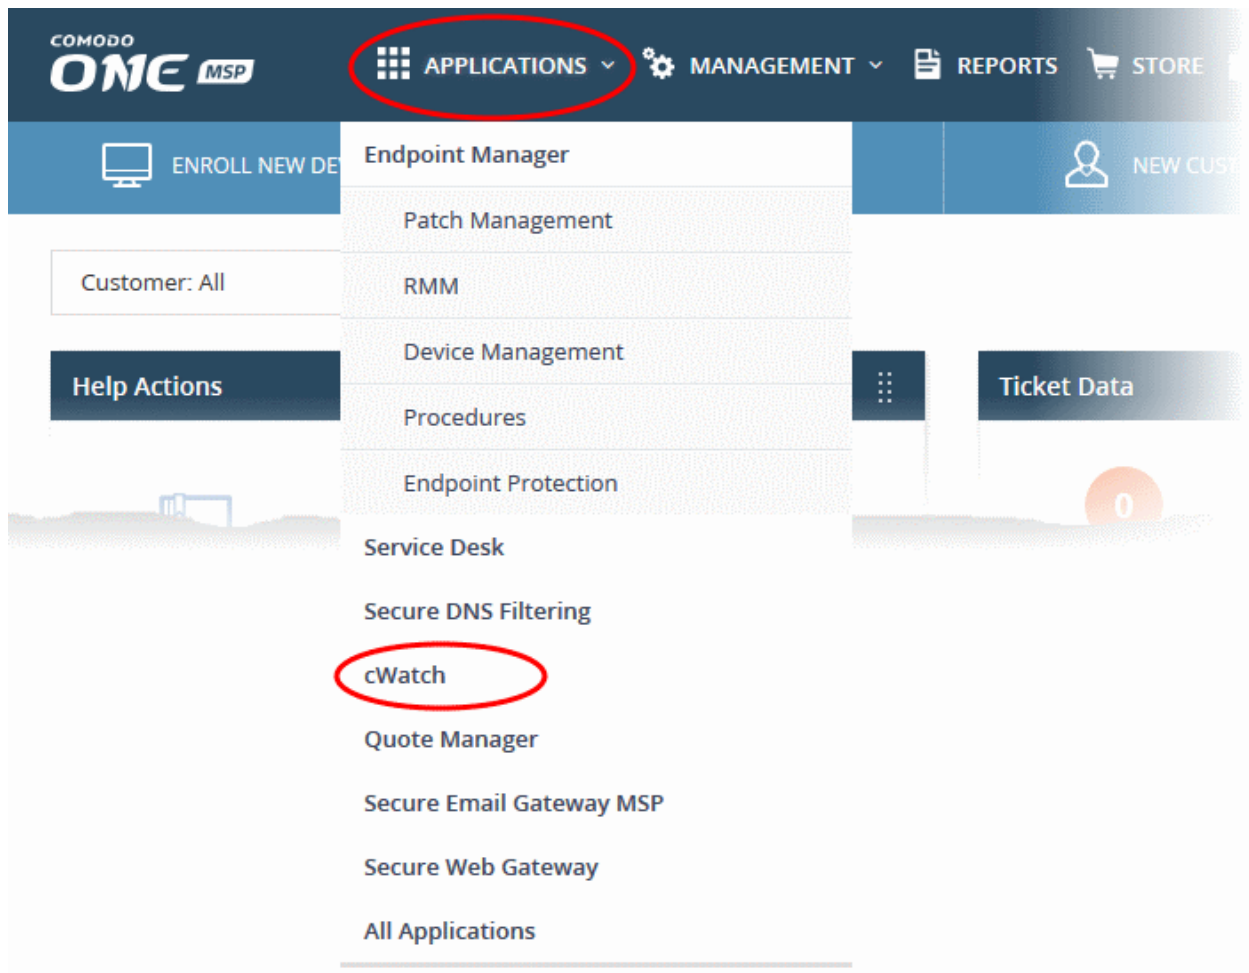 COMODO
ONE MSP
APPLICATIONS
MANAGEMENT
REPORTS
STORE
ENROLL NEW
NEW
Endpoint Manager
Patch Management
Customer: All
RMM
Device Management
Help Actions
Ticket Data
Procedures
Endpoint Protection
0
Service Desk
Secure DNS Filtering
cWatch
Quote Manager
Secure Email Gateway MSP
Secure Web Gateway
All Applications